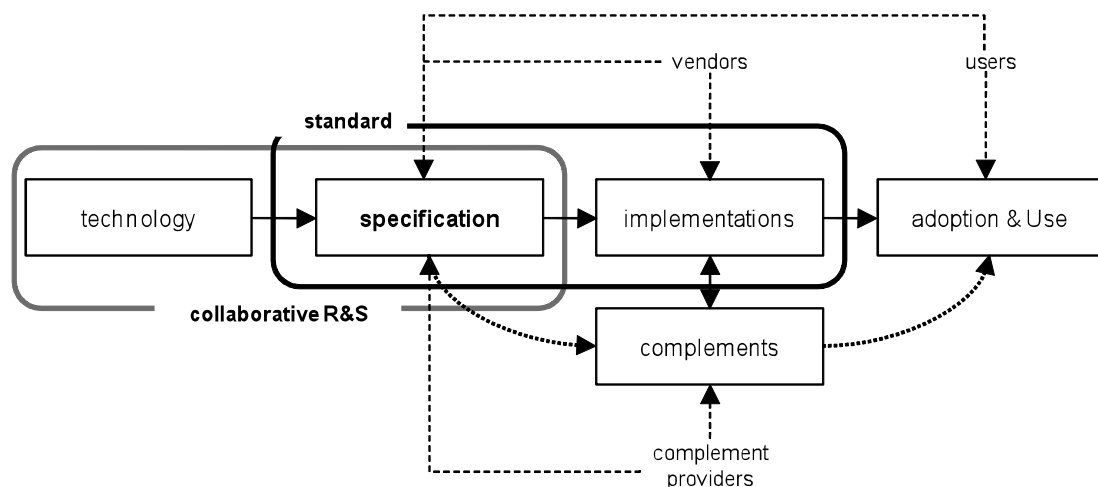 vendors
users
standard
technology
specification
implementations
adoption & Use
collaborative R&S
complements
complement
providers